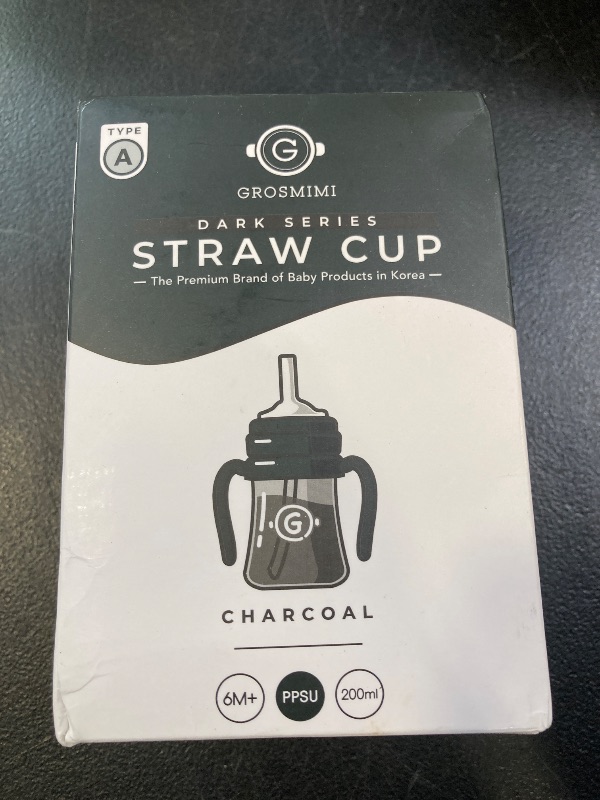 TYPE
A
G
GROSMIMI
DARK SERIES
STRAW CUP
— The Premium Brand of Baby Products in Korea —
G
CHARCOAL
6M+ PPSU 200ml